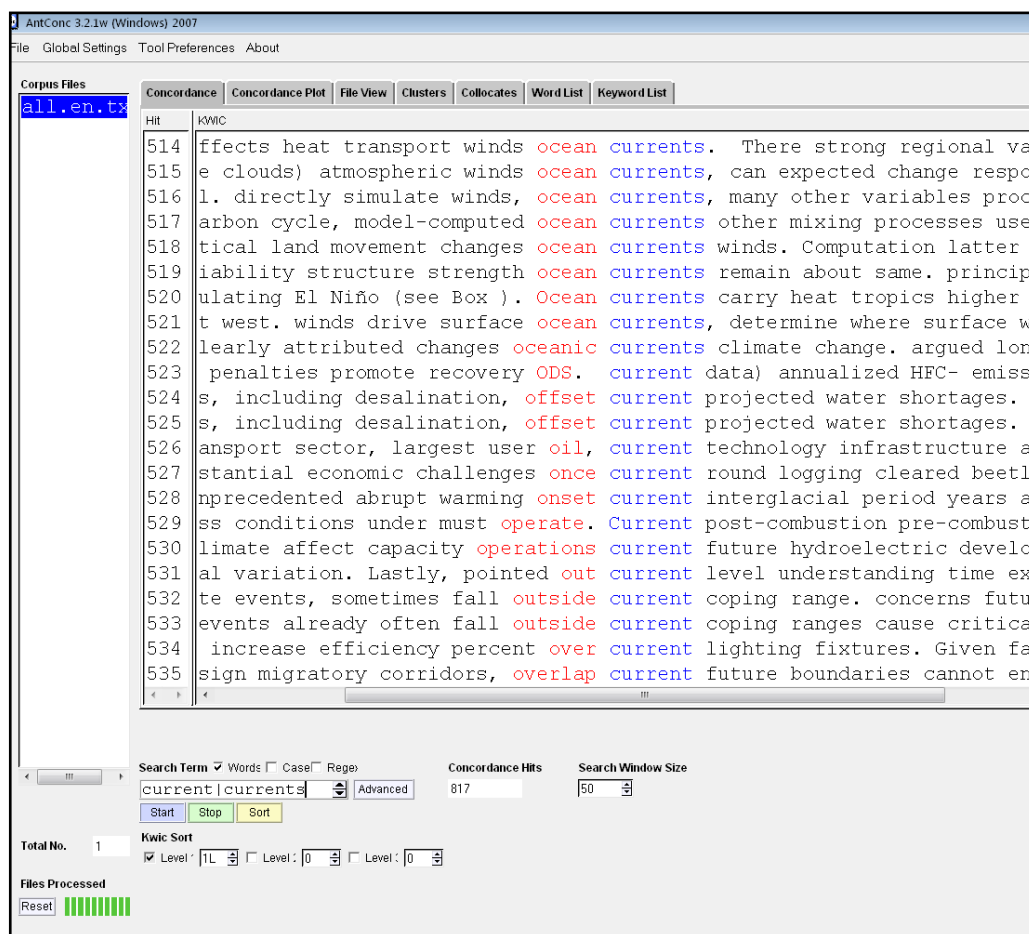 AntConc 3.2.1w (Windows) 2007
File Global Settings Tool Preferences About
Corpus Files
all.en.tx
Concordance Concordance Plot File View Clusters Collocates Word List Keyword List
Hit KWIC
514 ffects heat transport winds ocean currents. There strong regional va
515 e clouds) atmospheric winds ocean currents, can expected change respo
516 l. directly simulate winds, ocean currents, many other variables proc
517 arbon cycle, model-computed ocean currents other mixing processes use
518 tical land movement changes ocean currents winds. Computation latter
519 iability structure strength ocean currents remain about same. princip
520 ulating El Niño (see Box ). Ocean currents carry heat tropics higher
521 t west. winds drive surface ocean currents, determine where surface w
522 learly attributed changes oceanic currents climate change. argued lon
523 penalties promote recovery ODS. current data) annualized HFC- emiss
524 s, including desalination, offset current projected water shortages.
525 s, including desalination, offset current projected water shortages.
526 ansport sector, largest user oil, current technology infrastructure a
527 stantial economic challenges once current round logging cleared beetl
528 nprecedented abrupt warming onset current interglacial period years a
529 ss conditions under must operate. Current post-combustion pre-combust
530 limate affect capacity operations current future hydroelectric develo
531 al variation. Lastly, pointed out current level understanding time ex
532 te events, sometimes fall outside current coping range. concerns futu
533 events already often fall outside current coping ranges cause critica
534 increase efficiency percent over current lighting fixtures. Given fa
535 sign migratory corridors, overlap current future boundaries cannot en
Search Term Words Case Regex Concordance Hits Search Window Size
current|currents Advanced 817 50
Start Stop Sort
Total No. 1
Kwic Sort
Level 1 1L Level 2 0 Level 3 0
Files Processed
Reset